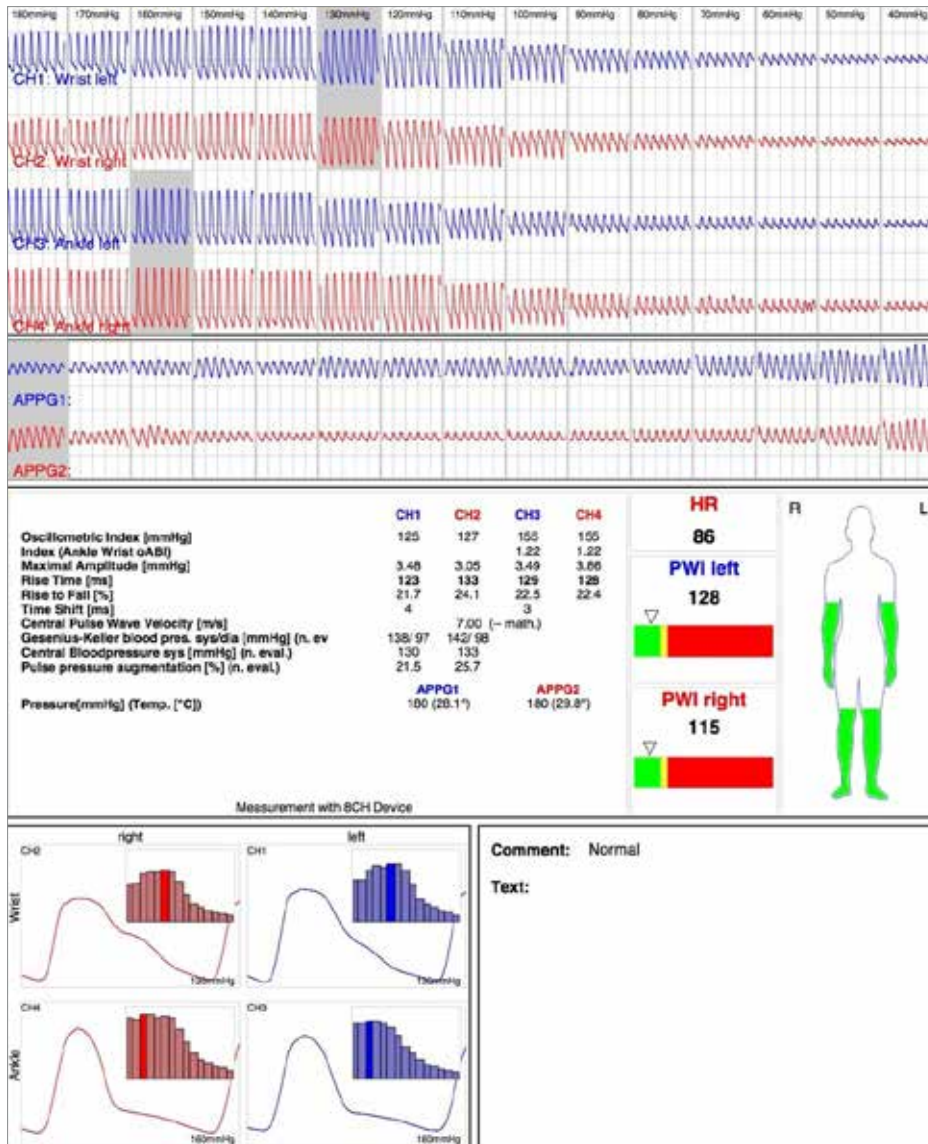 180mmHg 170mmHg 160mmHg 150mmHg 140mmHg 130mmHg 120mmHg 110mmHg 100mmHg 90mmHg 80mmHg 70mmHg 60mmHg 50mmHg 40mmHg
CH1: Wrist left
CH2: Wrist right
CH3: Ankle left
CH4: Ankle right
APPG1:
APPG2:
CH1 CH2 CH3 CH4
Oscillometric Index [mmHg] 125 127 155 155
Index (Ankle Wrist oABI) 1.22 1.22
Maximal Amplitude [mmHg] 3.48 3.05 3.49 3.86
Rise Time [ms] 123 133 129 128
Rise to Fall [%] 21.7 24.1 22.5 22.4
Time Shift [ms] 4 3
Central Pulse Wave Velocity [m/s] 7.00 (~ math.)
Gesenius-Keller blood pres. sys/dia [mmHg] (n. ev 138/ 97 142/ 98
Central Bloodpressure sys [mmHg] (n. eval.) 130 133
Pulse pressure augmentation [%] (n. eval.) 21.5 25.7
APPG1 APPG2
Pressure[mmHg] (Temp. [°C]) 180 (28.1°) 180 (29.8°)
Measurement with 8CH Device
HR
86
PWI left
128
PWI right
115
R L
right left
Wrist
CH2
130mmHg
CH1
130mmHg
Ankle
CH4
160mmHg
CH3
160mmHg
Comment: Normal
Text: